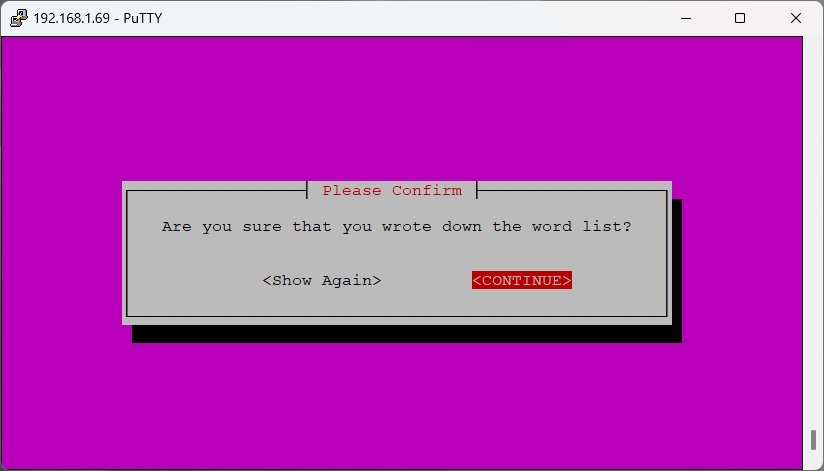 192.168.1.69 - PuTTY
Please Confirm
Are you sure that you wrote down the word list?
<Show Again> <CONTINUE>